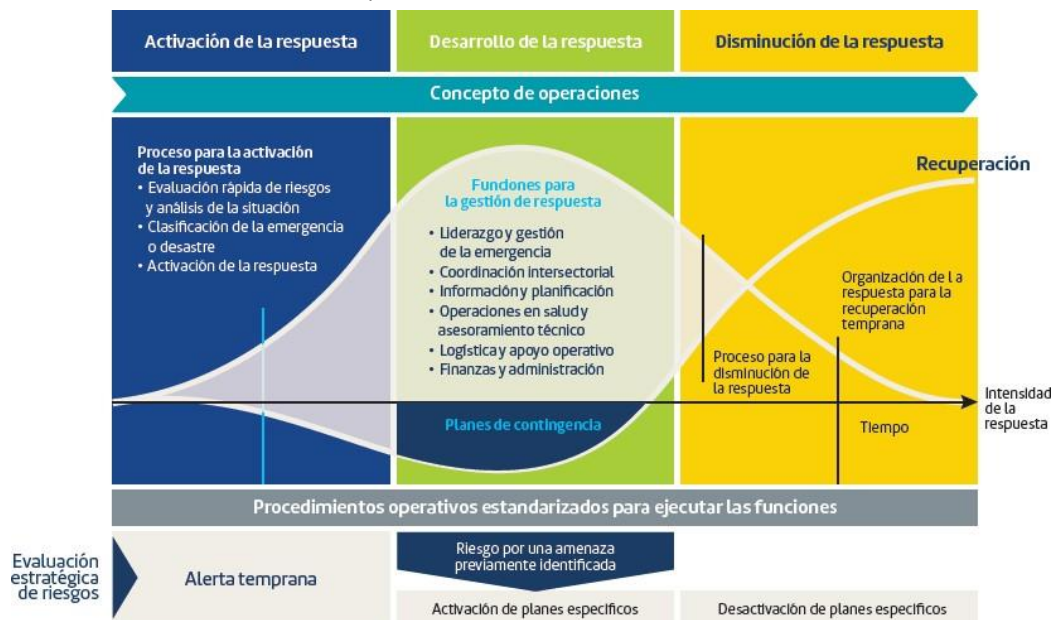 Activación de la respuesta
Desarrollo de la respuesta
Disminución de la respuesta
Concepto de operaciones
Proceso para la activación
de la respuesta
• Evaluación rápida de riesgos
y análisis de la situación
• Clasificación de la emergencia
o desastre
• Activación de la respuesta
Funciones para
la gestión de respuesta
• Liderazgo y gestión
de la emergencia
• Coordinación intersectorial
• Información y planificación
• Operaciones en salud y
asesoramiento técnico
• Logística y apoyo operativo
• Finanzas y administración
Planes de contingencia
Recuperación
Organización de l a
respuesta para la
recuperación
temprana
Proceso para la
disminución de
la respuesta
Intensidad
de la
respuesta
Tiempo
Procedimientos operativos estandarizados para ejecutar las funciones
Evaluación
estratégica
de riesgos
Alerta temprana
Riesgo por una amenaza
previamente identificada
Activación de planes específicos
Desactivación de planes específicos